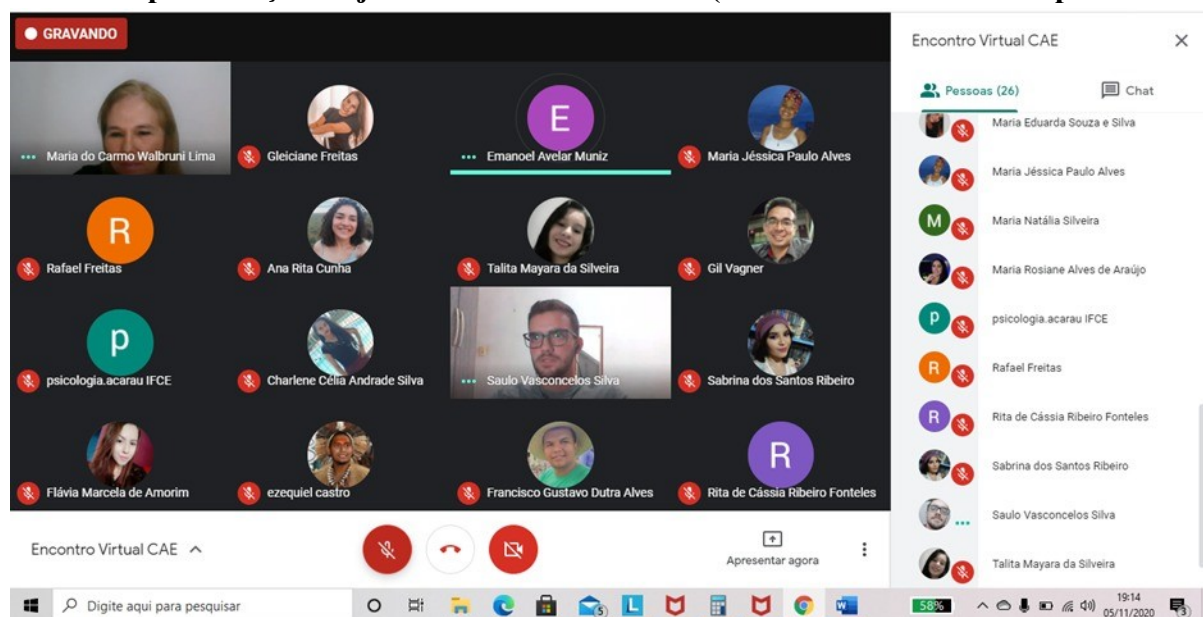 GRAVANDO
Maria do Carmo Walbruni Lima
Gleiciane Freitas
E
Emanoel Avelar Muniz
Maria Jéssica Paulo Alves
R
Rafael Freitas
Ana Rita Cunha
Talita Mayara da Silveira
Gil Vagner
p
psicologia.acarau IFCE
Charlene Célia Andrade Silva
Saulo Vasconcelos Silva
Sabrina dos Santos Ribeiro
Flávia Marcela de Amorim
ezequiel castro
Francisco Gustavo Dutra Alves
R
Rita de Cássia Ribeiro Fonteles
Encontro Virtual CAE
Apresentar agora
Encontro Virtual CAE
Pessoas (26)
Chat
Maria Eduarda Souza e Silva
Maria Jéssica Paulo Alves
M
Maria Natália Silveira
Maria Rosiane Alves de Araújo
p
psicologia.acarau IFCE
R
Rafael Freitas
R
Rita de Cássia Ribeiro Fonteles
Sabrina dos Santos Ribeiro
Saulo Vasconcelos Silva
Talita Mayara da Silveira
Digite aqui para pesquisar
5
L
58%
19:14
05/11/2020
3